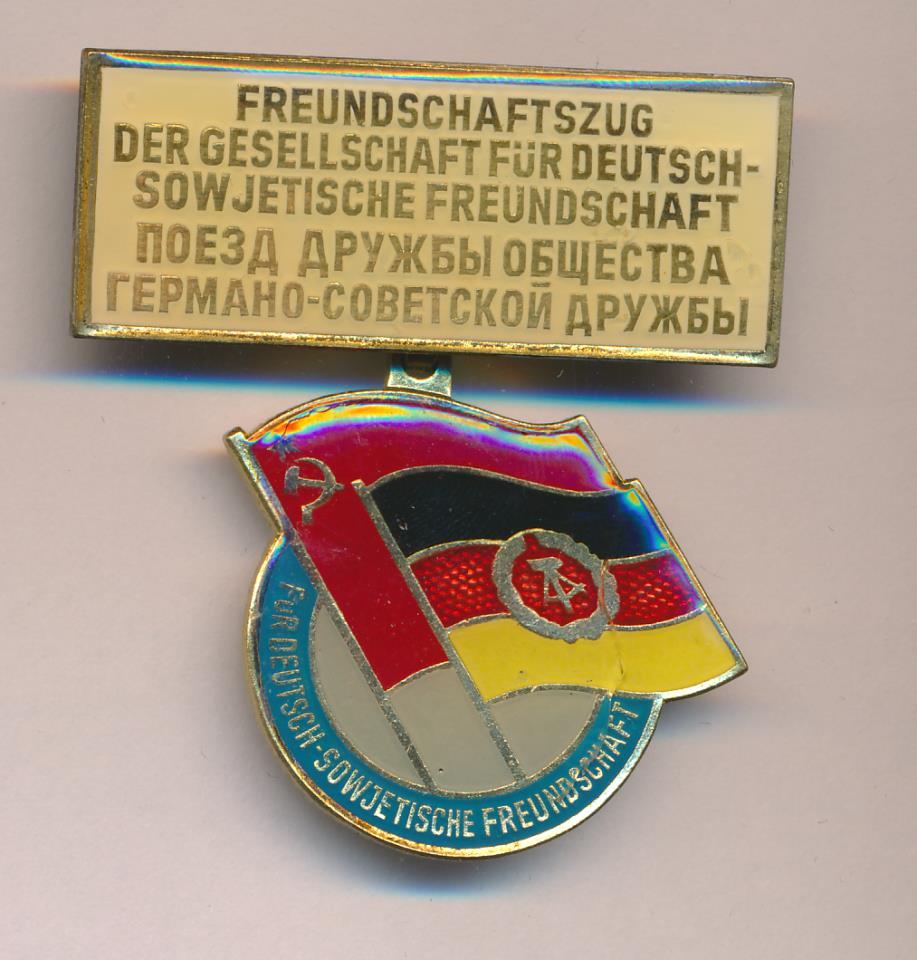 FREUNDSCHAFTSZUG
DER GESELLSCHAFT FÜR DEUTSCH-
SOWJETISCHE FREUNDSCHAFT
ПОЕЗД ДРУЖБЫ ОБЩЕСТВА
ГЕРМАНО-СОВЕТСКОЙ ДРУЖБЫ
FÜR DEUTSCH-SOWJETISCHE FREUNDSCHAFT